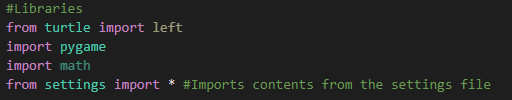 #Libraries
from turtle import left
import pygame
import math
from settings import * #Imports contents from the settings file